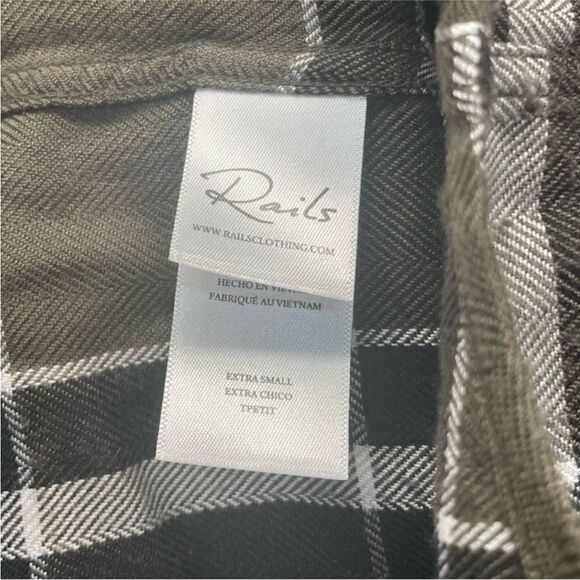 Rails
WWW.RAILSCLOTHING.COM
HECHO EN
FABRIQUÉ AU VIETNAM
EXTRA SMALL
EXTRA CHICO
TPETIT